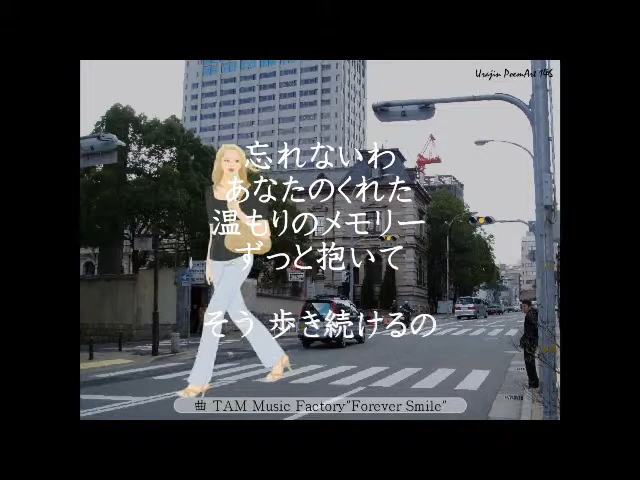 Urajin PoemArt 146
忘れないわ
あなたのくれた
温もりのメモリー
ずっと抱いて
そう 歩き続けるの
曲 TAM Music Factory"Forever Smile"